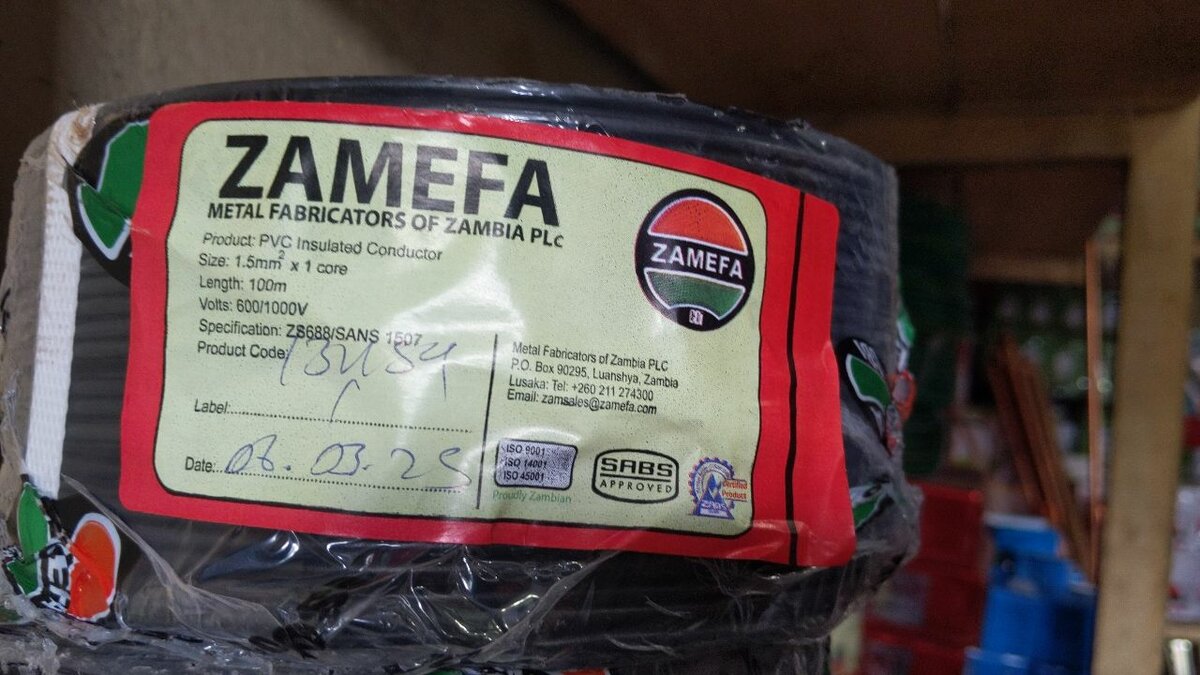 ZAMEFA
METAL FABRICATORS OF ZAMBIA PLc
Product: PVC Insulated Conductor
Size: 1.5mm² x 1 core
Length: 100m
Volts: 600/1000V
Specification: ZS688/SANS 1507
Product Code:
Label:
Date: 06.03.25
ZAMEFA
Metal Fabricators of Zambia PLC
P.O. Box 90295, Luanshya, Zambia
Lusaka: Tel: +260 211 274300
Email: zamsales@zamefa.com
ISO 9001
ISO 14001
ISO 45001
Proudly Zambian
SABS
APPROVED
ZABS
Certified
Product